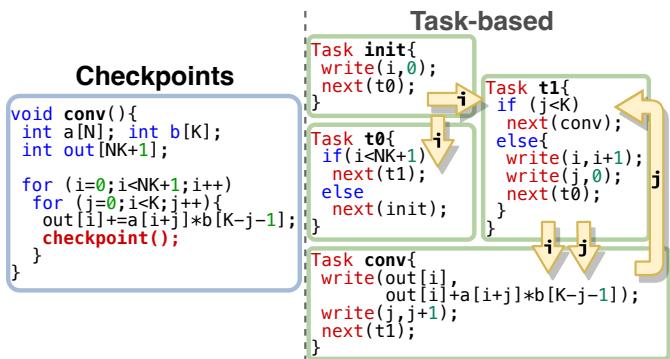 Checkpoints
void conv(){
int a[N]; int b[K];
int out[NK+1];
for (i=0;i<NK+1;i++)
for (j=0;j<K;j++){
out[i]+=a[i+j]*b[K-j-1];
checkpoint();
}
}
Task-based
Task init{
write(i,0);
next(t0);
}
i
Task t0{
if(i<NK+1)
next(t1);
else
next(init);
}
i
Task t1{
if (j<K)
next(conv);
else{
write(i,i+1);
write(j,0);
next(t0);
}
}
j
i j
Task conv{
write(out[i],
out[i]+a[i+j]*b[K-j-1]);
write(j,j+1);
next(t1);
}